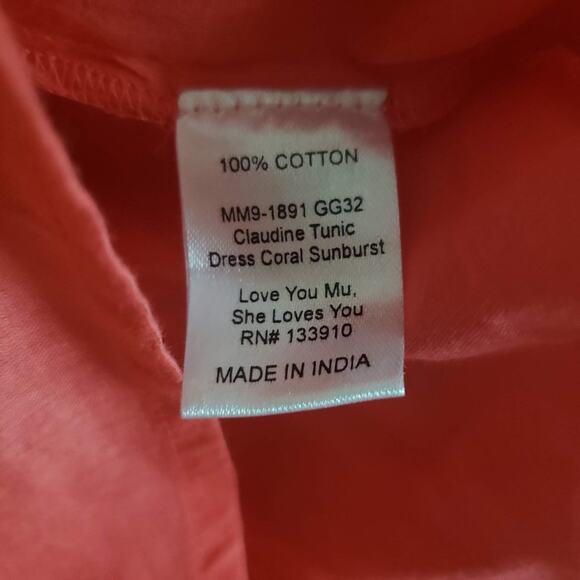 100% COTTON
MM9-1891 GG32
Claudine Tunic
Dress Coral Sunburst
Love You Mu,
She Loves You
RN# 133910
MADE IN INDIA